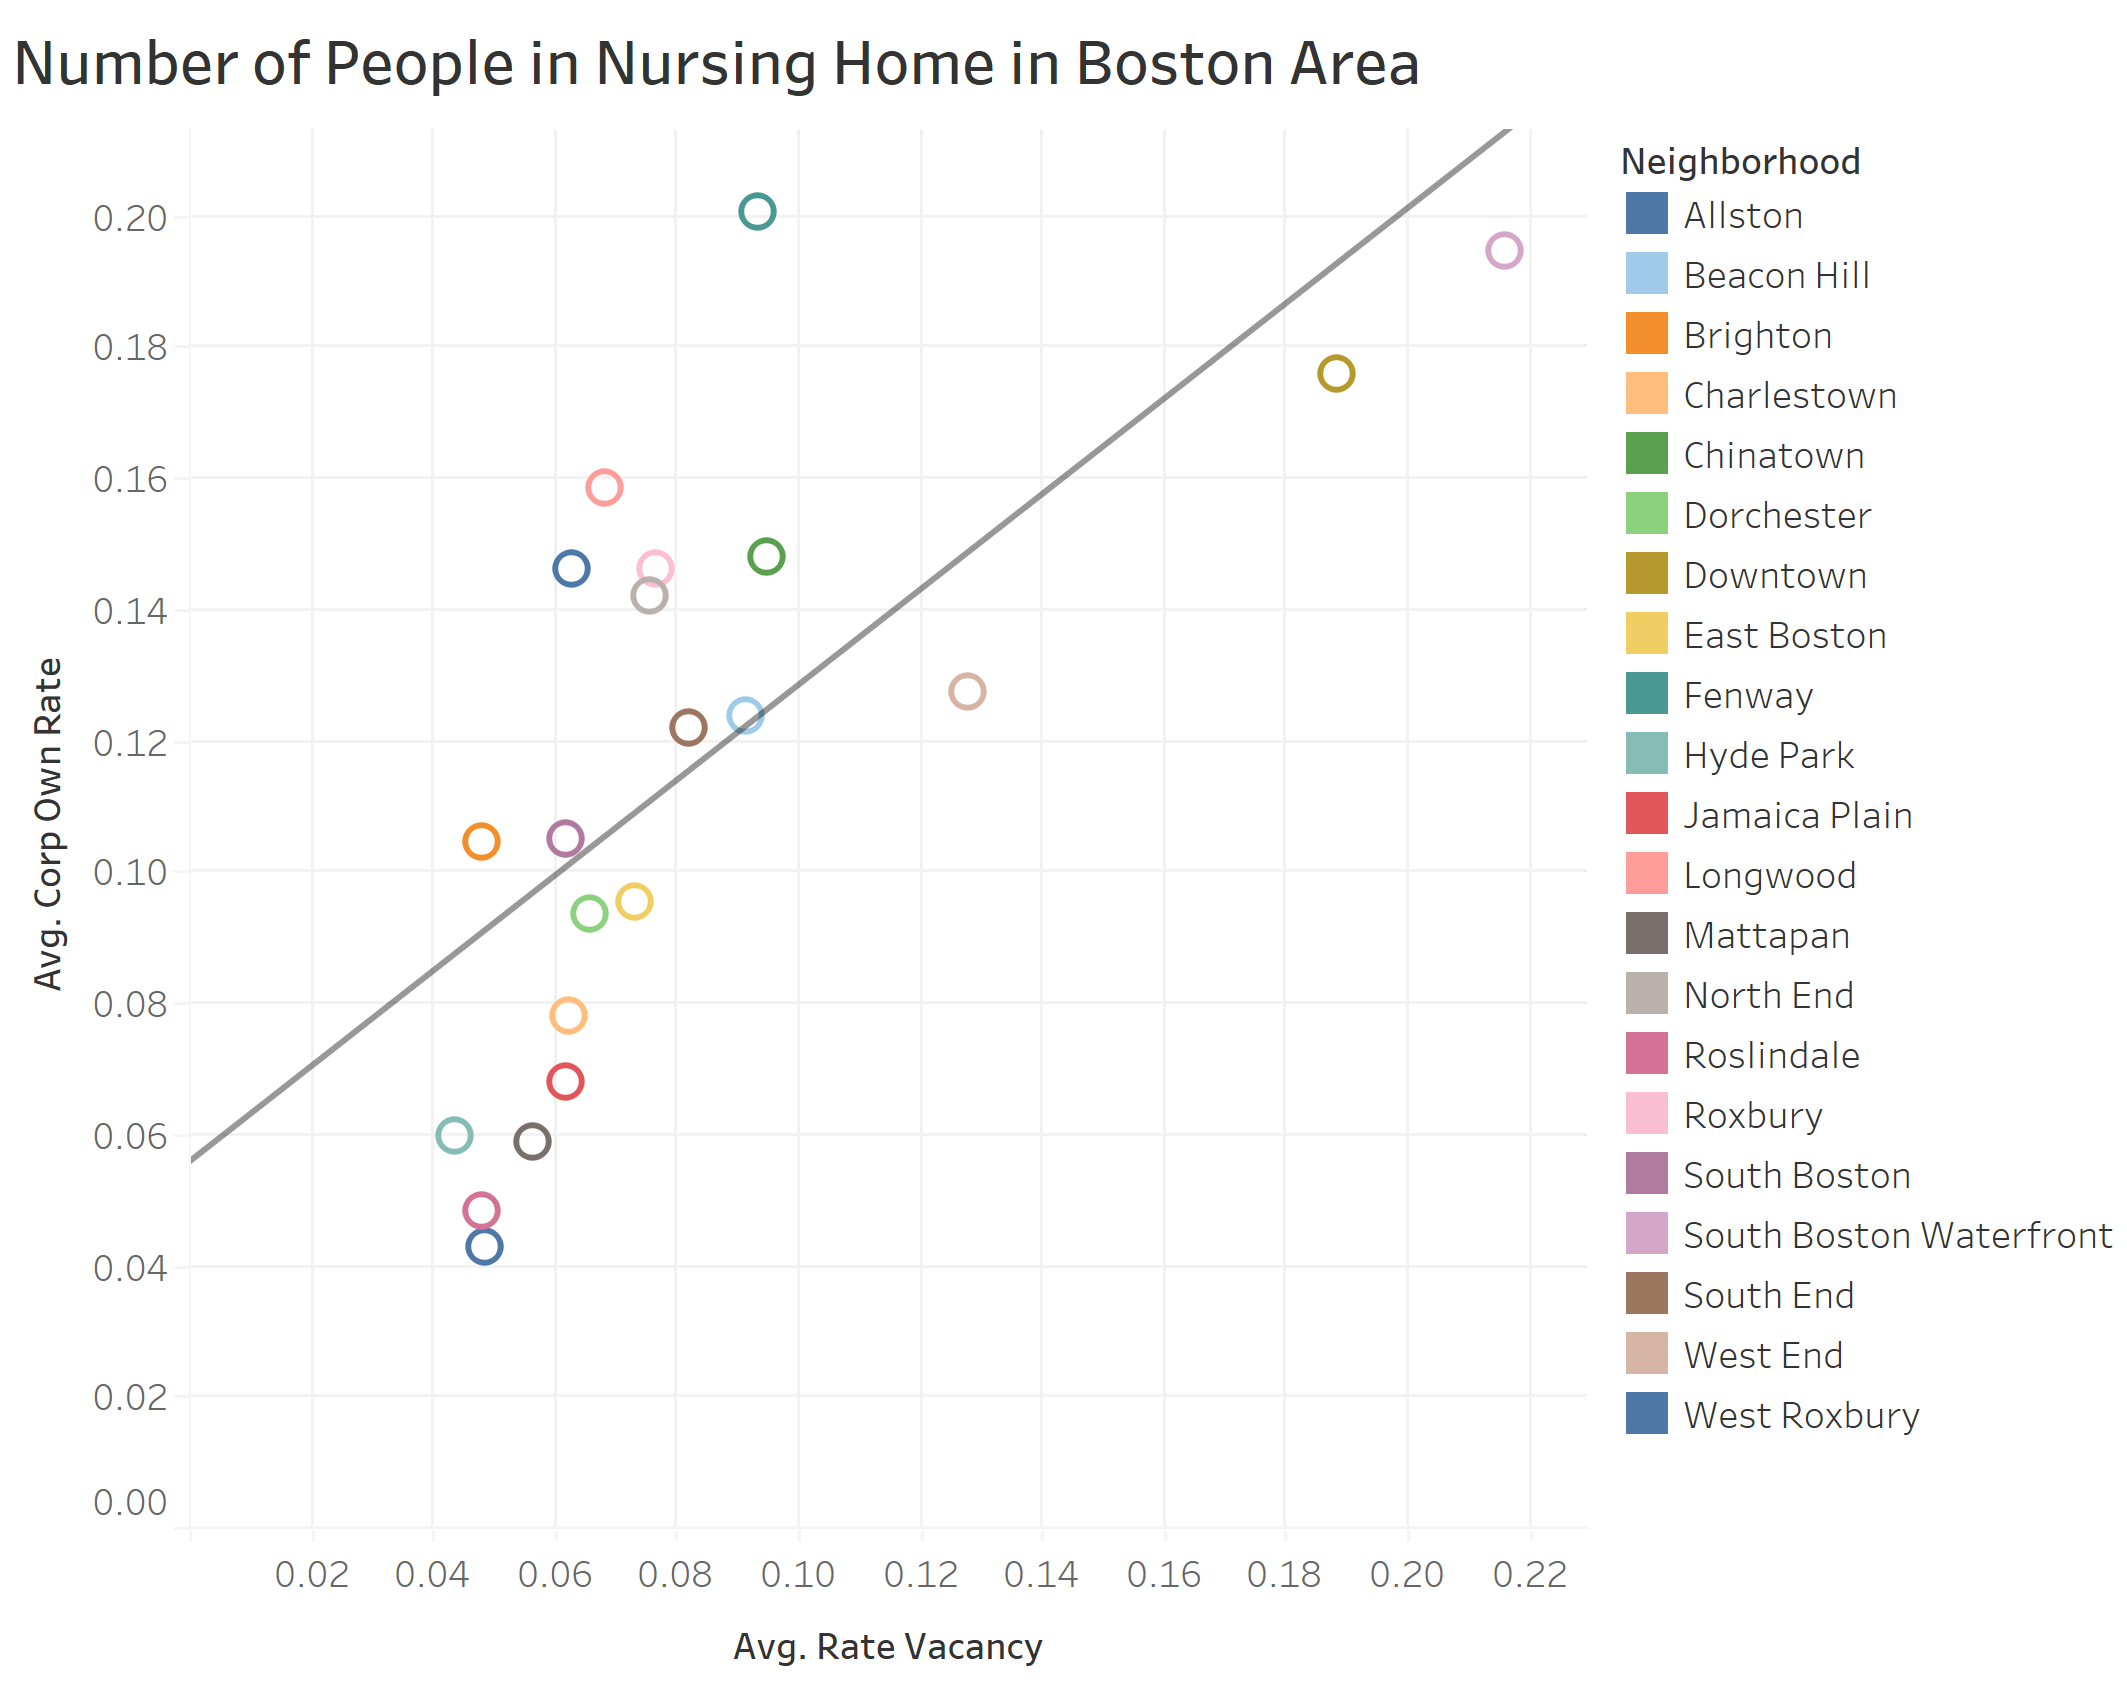 Number of People in Nursing Home in Boston Area
Avg. Corp Own Rate
0.20
0.18
0.16
0.14
0.12
0.10
0.08
0.06
0.04
0.02
0.00
0.02 0.04 0.06 0.08 0.10 0.12 0.14 0.16 0.18 0.20 0.22
Avg. Rate Vacancy
Neighborhood
Allston
Beacon Hill
Brighton
Charlestown
Chinatown
Dorchester
Downtown
East Boston
Fenway
Hyde Park
Jamaica Plain
Longwood
Mattapan
North End
Roslindale
Roxbury
South Boston
South Boston Waterfront
South End
West End
West Roxbury